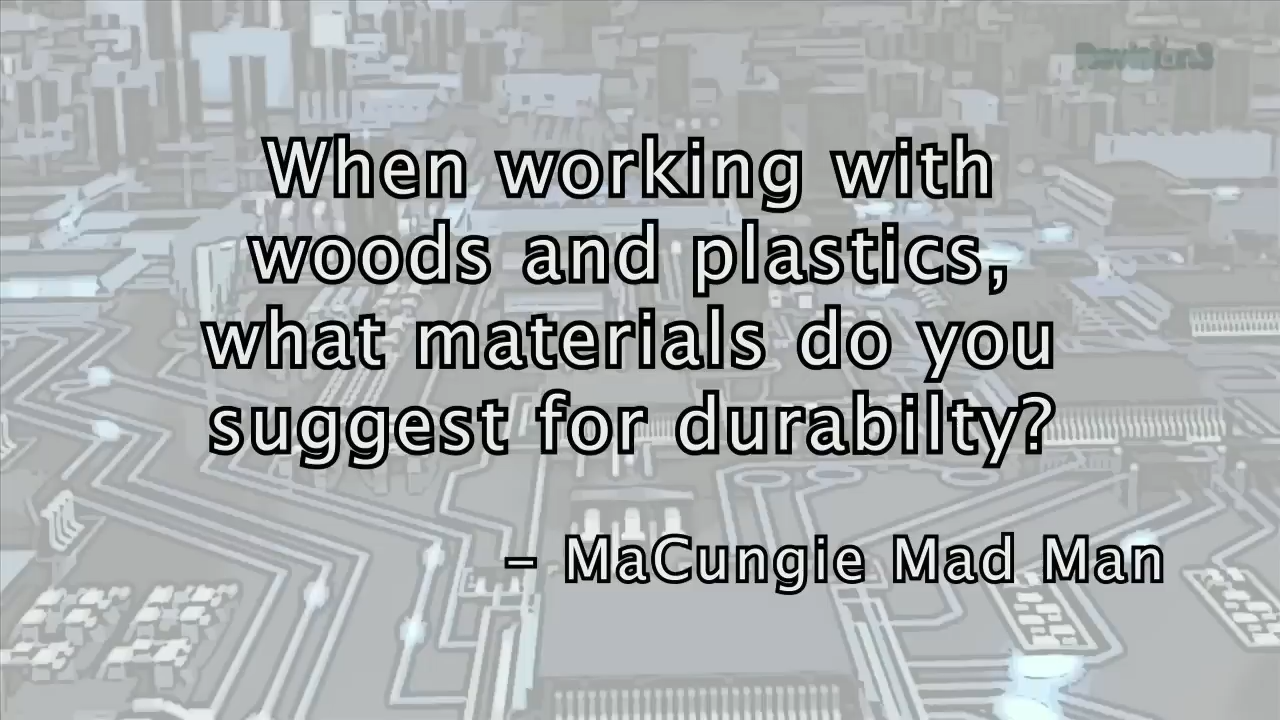 When working with
woods and plastics,
what materials do you
suggest for durabilty?
- MaCungie Mad Man